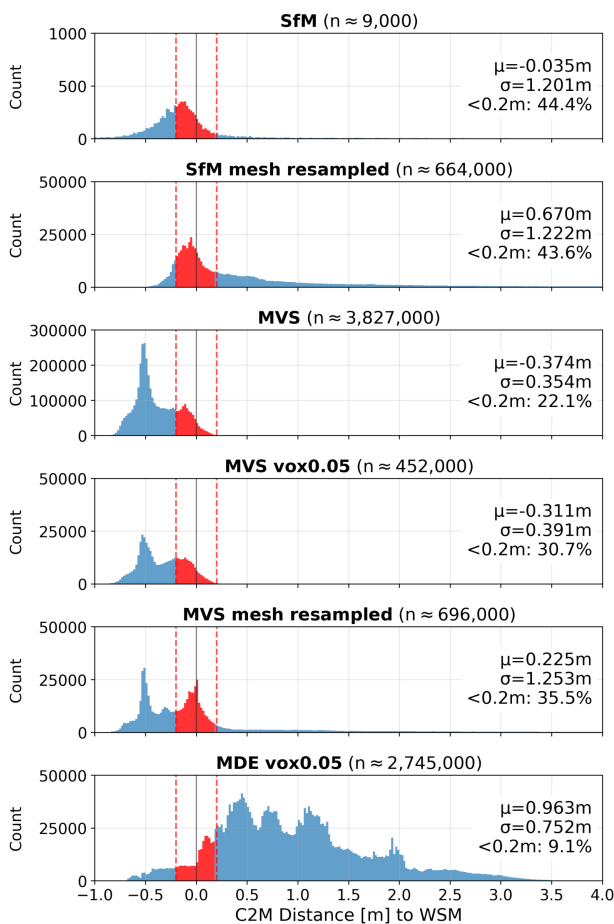 SfM (n ≈ 9,000)
1000
500
0
Count
μ=-0.035m
σ=1.201m
<0.2m: 44.4%
SfM mesh resampled (n ≈ 664,000)
50000
25000
0
Count
μ=0.670m
σ=1.222m
<0.2m: 43.6%
MVS (n ≈ 3,827,000)
300000
200000
100000
0
Count
μ=-0.374m
σ=0.354m
<0.2m: 22.1%
MVS vox0.05 (n ≈ 452,000)
50000
25000
0
Count
μ=-0.311m
σ=0.391m
<0.2m: 30.7%
MVS mesh resampled (n ≈ 696,000)
50000
25000
0
Count
μ=0.225m
σ=1.253m
<0.2m: 35.5%
MDE vox0.05 (n ≈ 2,745,000)
50000
25000
0
Count
μ=0.963m
σ=0.752m
<0.2m: 9.1%
−1.0 −0.5 0.0 0.5 1.0 1.5 2.0 2.5 3.0 3.5 4.0
C2M Distance [m] to WSM